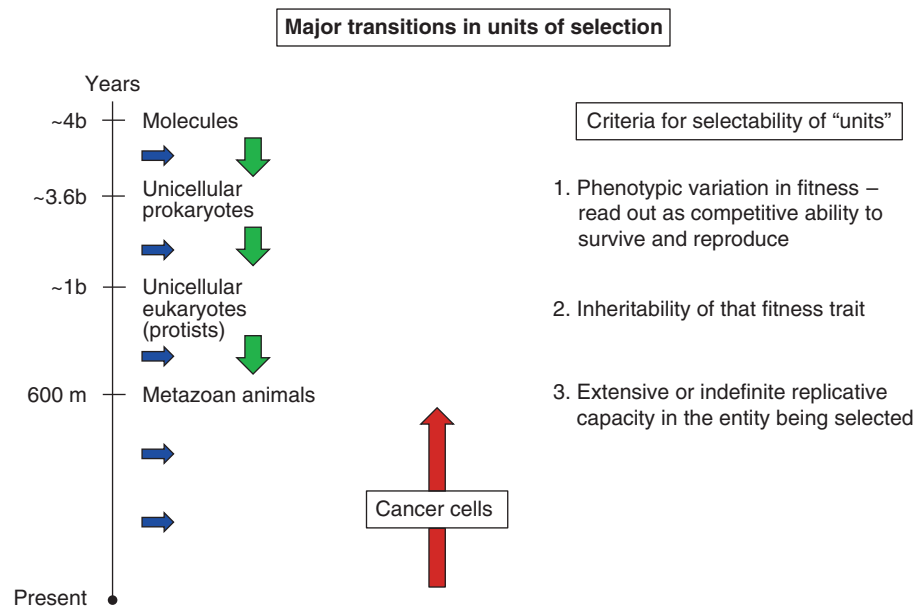 Major transitions in units of selection
Years
~4b
Molecules
~3.6b
Unicellular
prokaryotes
~1b
Unicellular
eukaryotes
(protists)
600 m
Metazoan animals
Cancer cells
Present
Criteria for selectability of “units”
1. Phenotypic variation in fitness –
read out as competitive ability to
survive and reproduce
2. Inheritability of that fitness trait
3. Extensive or indefinite replicative
capacity in the entity being selected